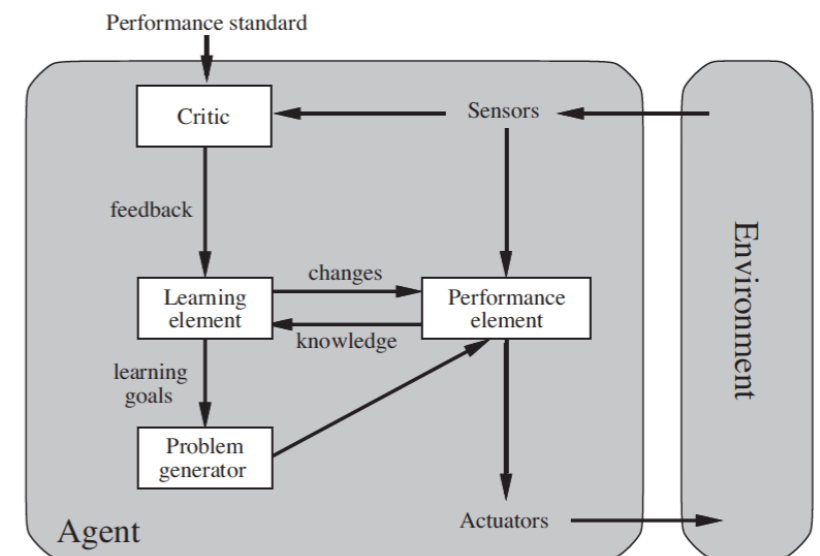 Performance standard
Critic
Sensors
feedback
changes
Learning
element
Performance
element
knowledge
learning
goals
Problem
generator
Agent
Actuators
Environment